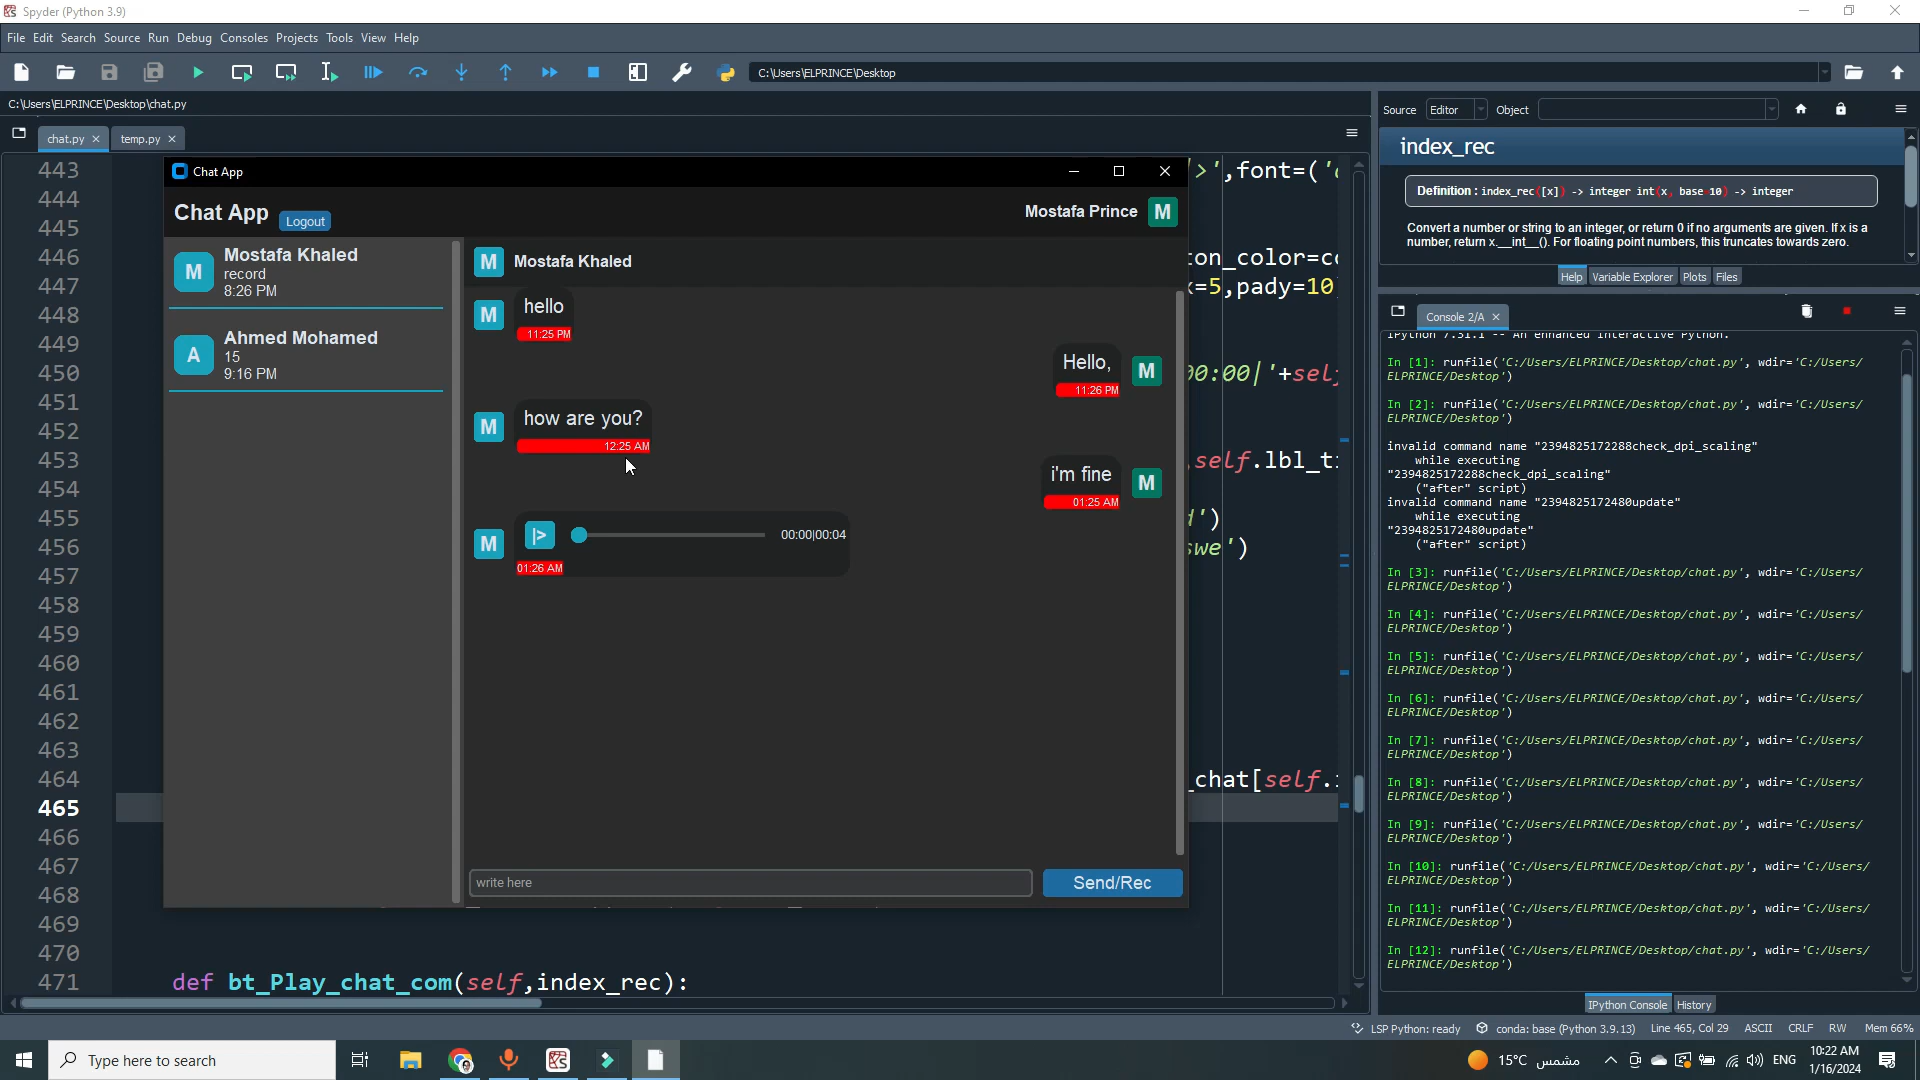 Spyder (Python 3.9)
File Edit Search Source Run Debug Consoles Projects Tools View Help
C:\Users\ELPRINCE\Desktop
C:\Users\ELPRINCE\Desktop\chat.py
chat.py
temp.py
443
444
445
446
447
448
449
450
451
452
453
454
455
456
457
458
459
460
461
462
463
464
465
466
467
468
469
470
471
>',font=('
on_color=c
=5,pady=10
00:00|'+self
self.lbl_t
')
swe')
_chat[self.
def bt_Play_chat_com(self,index_rec):
Chat App
Chat App
Logout
Mostafa Prince M
M Mostafa Khaled
record
8:26 PM
A Ahmed Mohamed
15
9:16 PM
M Mostafa Khaled
M hello
11:25 PM
Hello, M
11:26 PM
M how are you?
12:25 AM
i'm fine M
01:25 AM
M |> 00:00|00:04
01:26 AM
write here
Send/Rec
Source Editor Object
index_rec
Definition : index_rec([x]) -> integer int(x, base=10) -> integer
Convert a number or string to an integer, or return 0 if no arguments are given. If x is a
number, return x.__int__(). For floating point numbers, this truncates towards zero.
Help Variable Explorer Plots Files
Console 2/A
IPython 7.31.1 -- An enhanced Interactive Python.
In [1]: runfile('C:/Users/ELPRINCE/Desktop/chat.py', wdir='C:/Users/
ELPRINCE/Desktop')
In [2]: runfile('C:/Users/ELPRINCE/Desktop/chat.py', wdir='C:/Users/
ELPRINCE/Desktop')
invalid command name "2394825172288check_dpi_scaling"
while executing
"2394825172288check_dpi_scaling"
("after" script)
invalid command name "2394825172480update"
while executing
"2394825172480update"
("after" script)
In [3]: runfile('C:/Users/ELPRINCE/Desktop/chat.py', wdir='C:/Users/
ELPRINCE/Desktop')
In [4]: runfile('C:/Users/ELPRINCE/Desktop/chat.py', wdir='C:/Users/
ELPRINCE/Desktop')
In [5]: runfile('C:/Users/ELPRINCE/Desktop/chat.py', wdir='C:/Users/
ELPRINCE/Desktop')
In [6]: runfile('C:/Users/ELPRINCE/Desktop/chat.py', wdir='C:/Users/
ELPRINCE/Desktop')
In [7]: runfile('C:/Users/ELPRINCE/Desktop/chat.py', wdir='C:/Users/
ELPRINCE/Desktop')
In [8]: runfile('C:/Users/ELPRINCE/Desktop/chat.py', wdir='C:/Users/
ELPRINCE/Desktop')
In [9]: runfile('C:/Users/ELPRINCE/Desktop/chat.py', wdir='C:/Users/
ELPRINCE/Desktop')
In [10]: runfile('C:/Users/ELPRINCE/Desktop/chat.py', wdir='C:/Users/
ELPRINCE/Desktop')
In [11]: runfile('C:/Users/ELPRINCE/Desktop/chat.py', wdir='C:/Users/
ELPRINCE/Desktop')
In [12]: runfile('C:/Users/ELPRINCE/Desktop/chat.py', wdir='C:/Users/
ELPRINCE/Desktop')
IPython Console History
LSP Python: ready conda: base (Python 3.9.13) Line 465, Col 29 ASCII CRLF RW Mem 66%
Type here to search
15°C مشمس
ENG
10:22 AM
1/16/2024